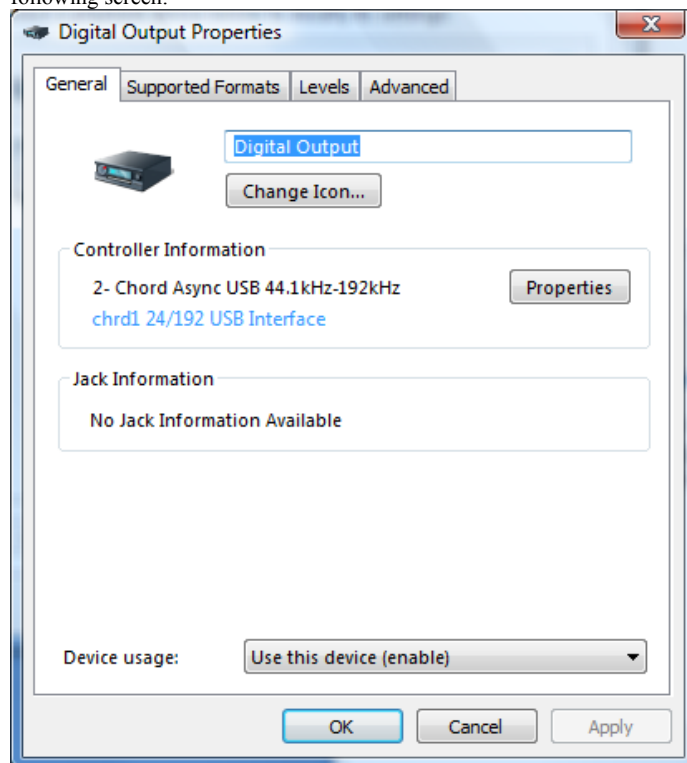 following screen:
Digital Output Properties
General Supported Formats Levels Advanced
Digital Output
Change Icon...
Controller Information
2- Chord Async USB 44.1kHz-192kHz Properties
chrd1 24/192 USB Interface
Jack Information
No Jack Information Available
Device usage: Use this device (enable)
OK Cancel Apply